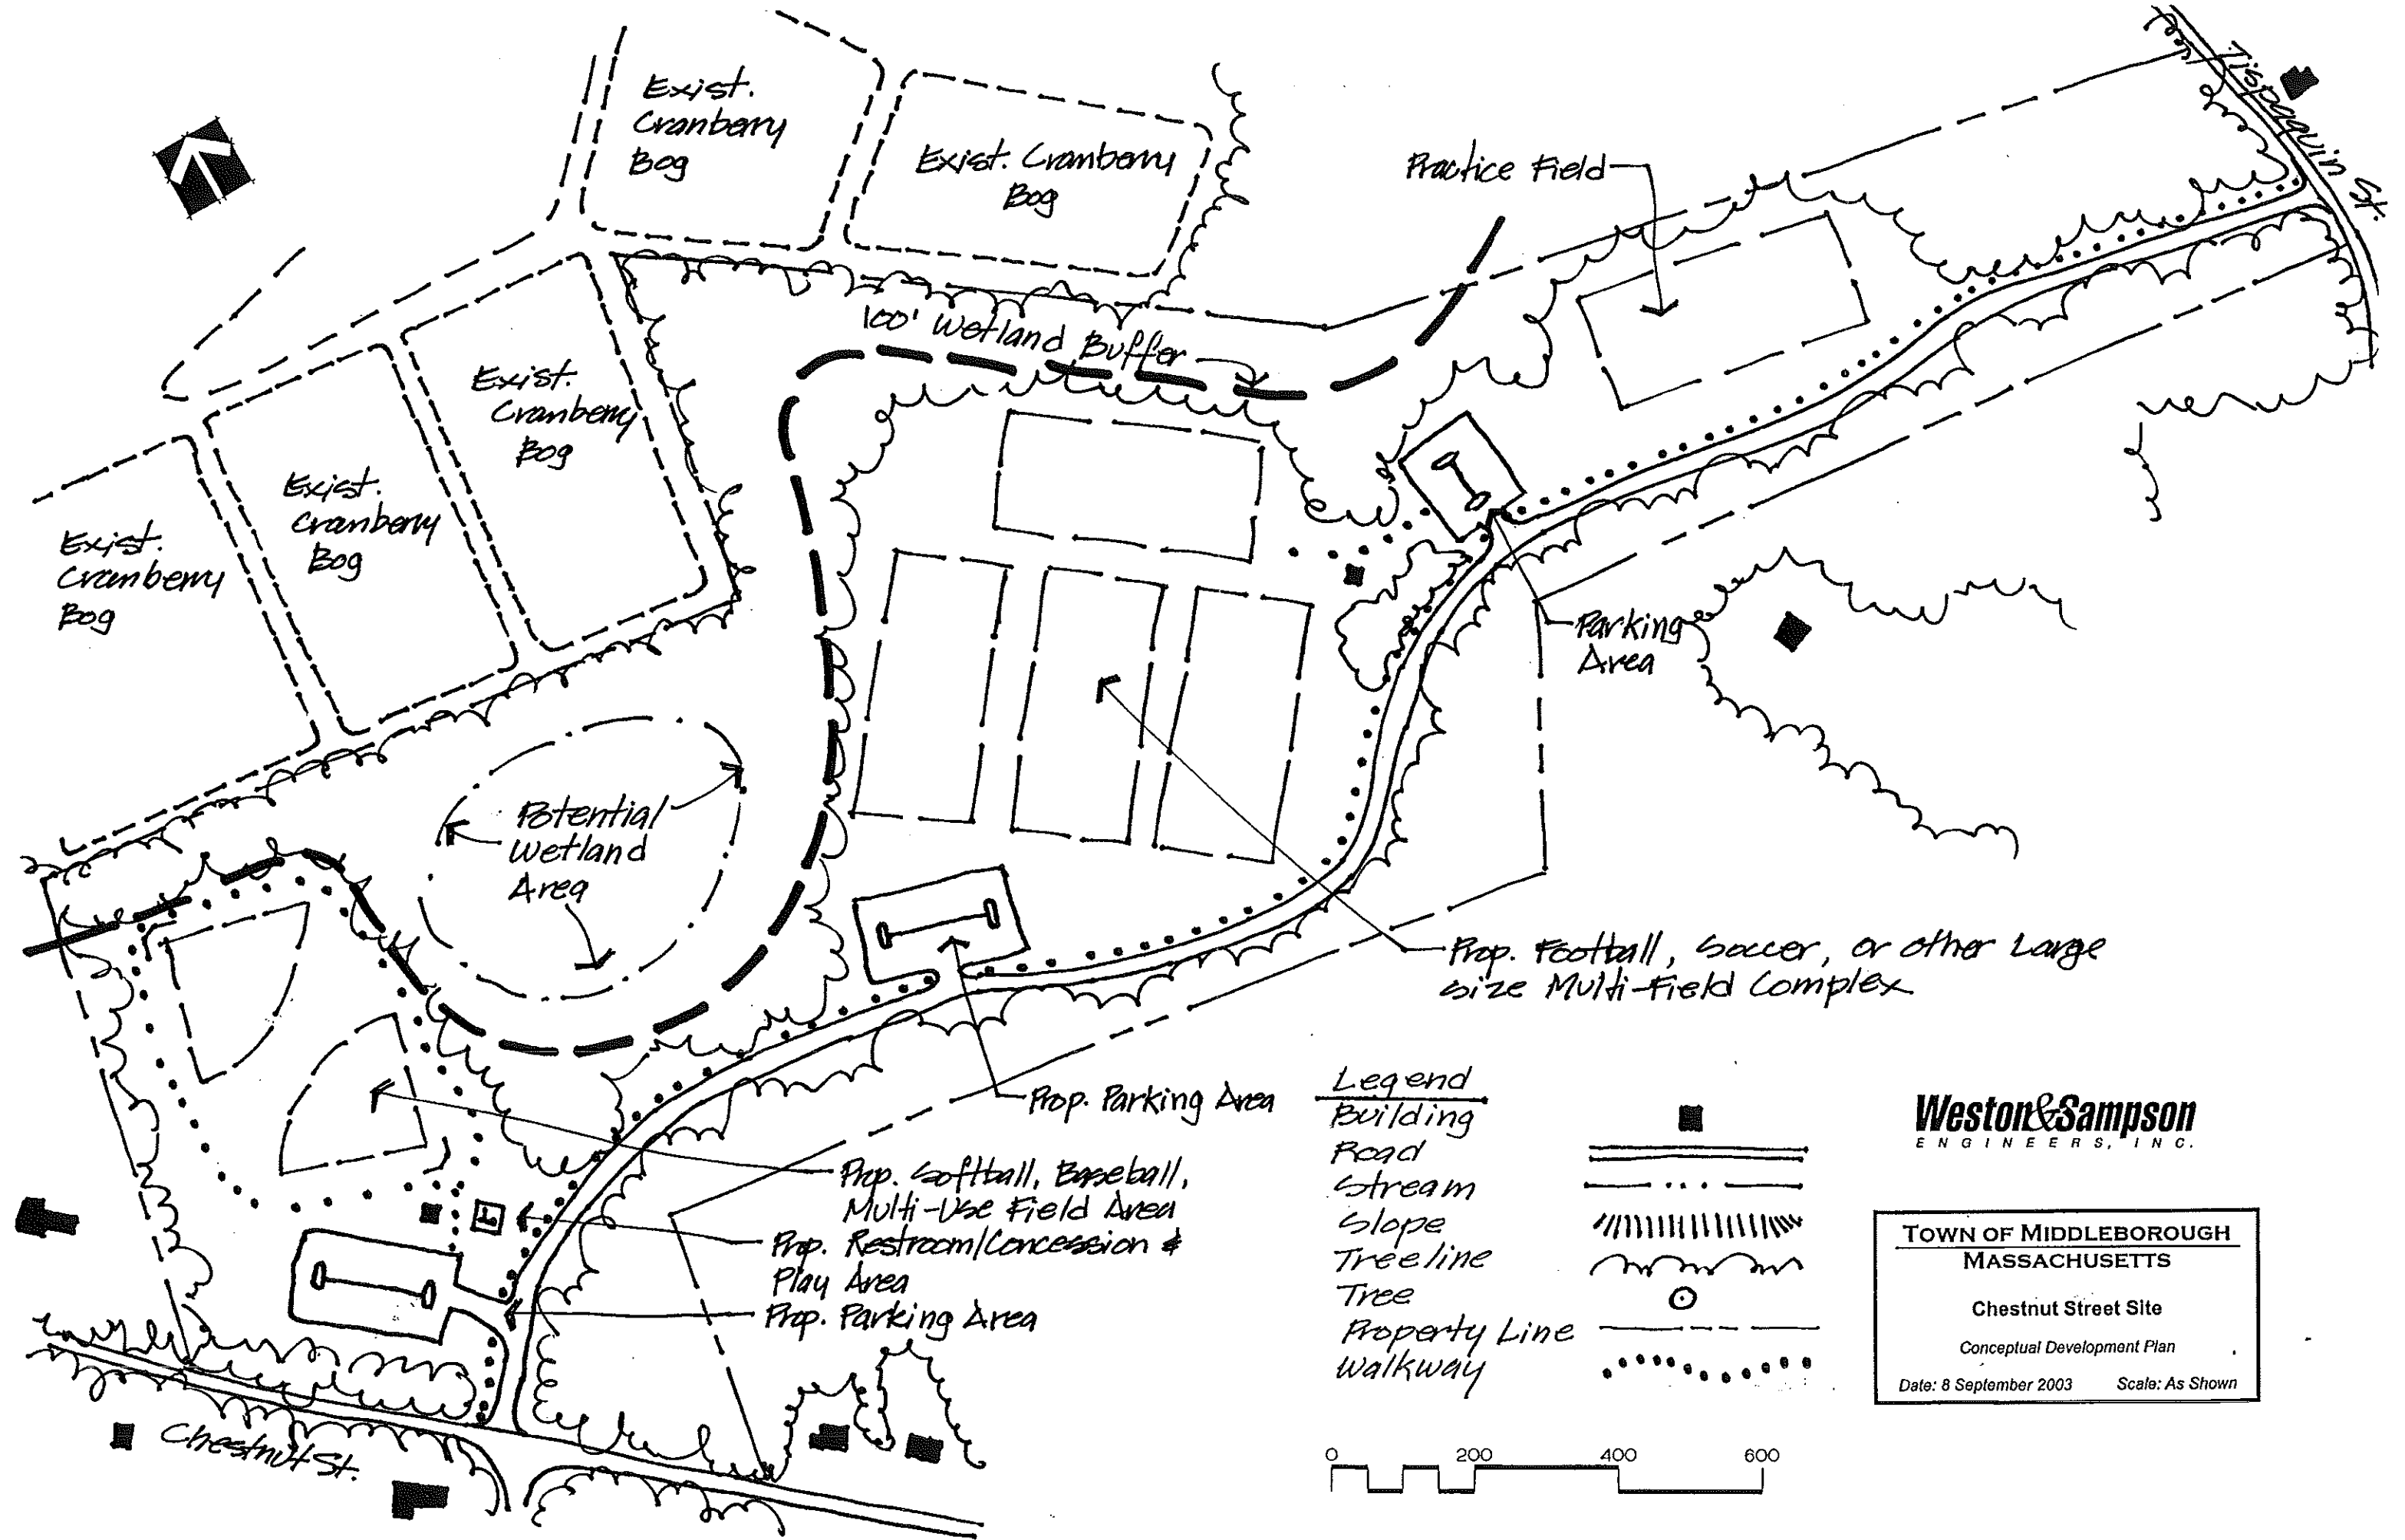 Tispaquin St.
Exist.
Cranberry
Bog
Exist. Cranberry
Bog
Practice Field
100' Wetland Buffer
Exist.
Cranberry
Bog
Exist.
Cranberry
Bog
Exist.
Cranberry
Bog
Parking
Area
Potential
Wetland
Area
Prop. Football, Soccer, or other Large
Size Multi-Field Complex
Prop. Parking Area
Prop. Softball, Baseball,
Multi-Use Field Area
Prop. Restroom/Concession &
Play Area
Prop. Parking Area
Chestnut St.
Legend
Building
Road
Stream
Slope
Treeline
Tree
Property Line
Walkway
0 200 400 600
Weston&Sampson
ENGINEERS, INC.
TOWN OF MIDDLEBOROUGH
MASSACHUSETTS
Chestnut Street Site
Conceptual Development Plan
Date: 8 September 2003 Scale: As Shown